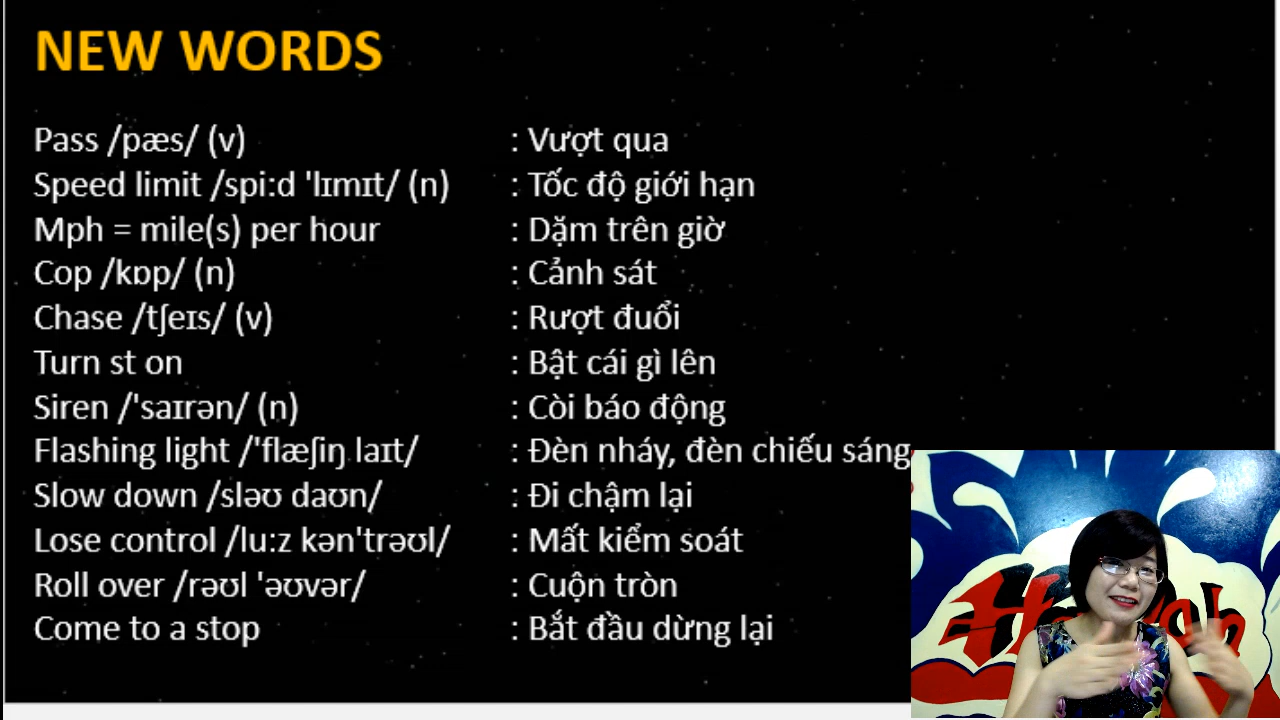 NEW WORDS
Pass /pæs/ (v) : Vượt qua
Speed limit /spi:d 'lɪmɪt/ (n) : Tốc độ giới hạn
Mph = mile(s) per hour : Dặm trên giờ
Cop /kɒp/ (n) : Cảnh sát
Chase /tʃeɪs/ (v) : Rượt đuổi
Turn st on : Bật cái gì lên
Siren /'saɪrən/ (n) : Còi báo động
Flashing light /'flæʃiŋ laɪt/ : Đèn nháy, đèn chiếu sáng
Slow down /sləʊ daʊn/ : Đi chậm lại
Lose control /lu:z kən'trəʊl/ : Mất kiểm soát
Roll over /rəʊl 'əʊvər/ : Cuộn tròn
Come to a stop : Bắt đầu dừng lại